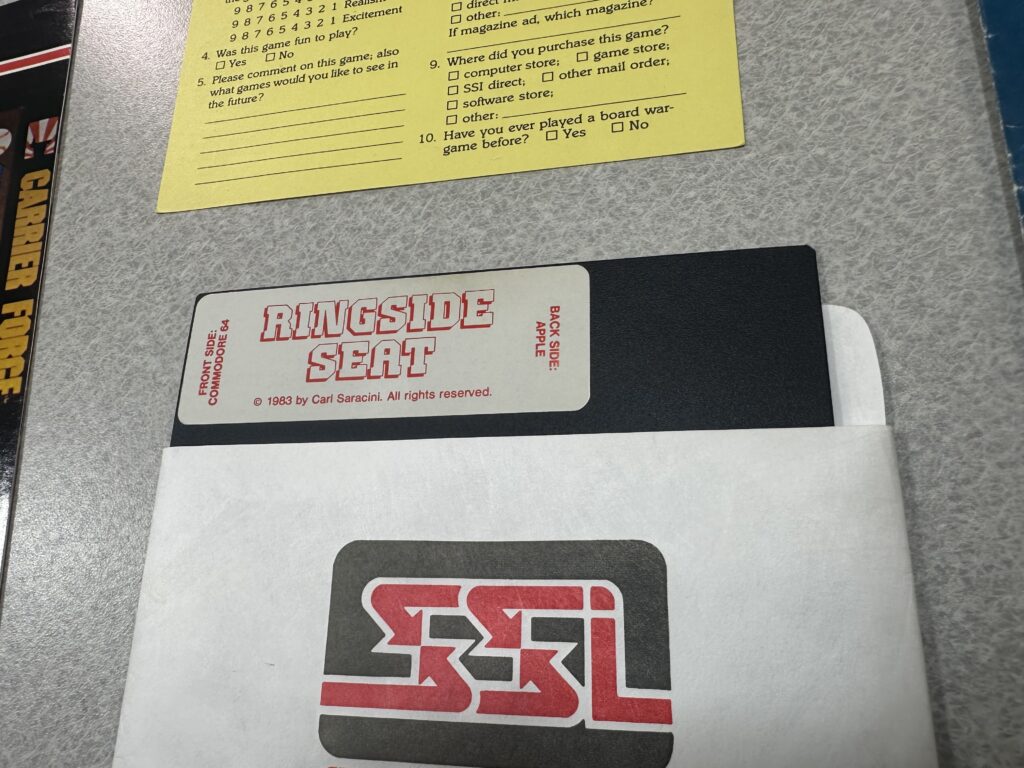 9 8 7 6 5 4 3 2 1 Realism
9 8 7 6 5 4 3 2 1 Excitement
4. Was this game fun to play?
☐ Yes ☐ No
5. Please comment on this game; also
what games would you like to see in
the future?
☐ other:
If magazine ad, which magazine?
9. Where did you purchase this game?
☐ computer store; ☐ game store;
☐ SSI direct; ☐ other mail order;
☐ software store;
☐ other:
10. Have you ever played a board war-
game before? ☐ Yes ☐ No
CARRIER FORCE
FRONT SIDE:
COMMODORE 64
RINGSIDE
SEAT
© 1983 by Carl Saracini. All rights reserved.
BACK SIDE:
APPLE
SSI